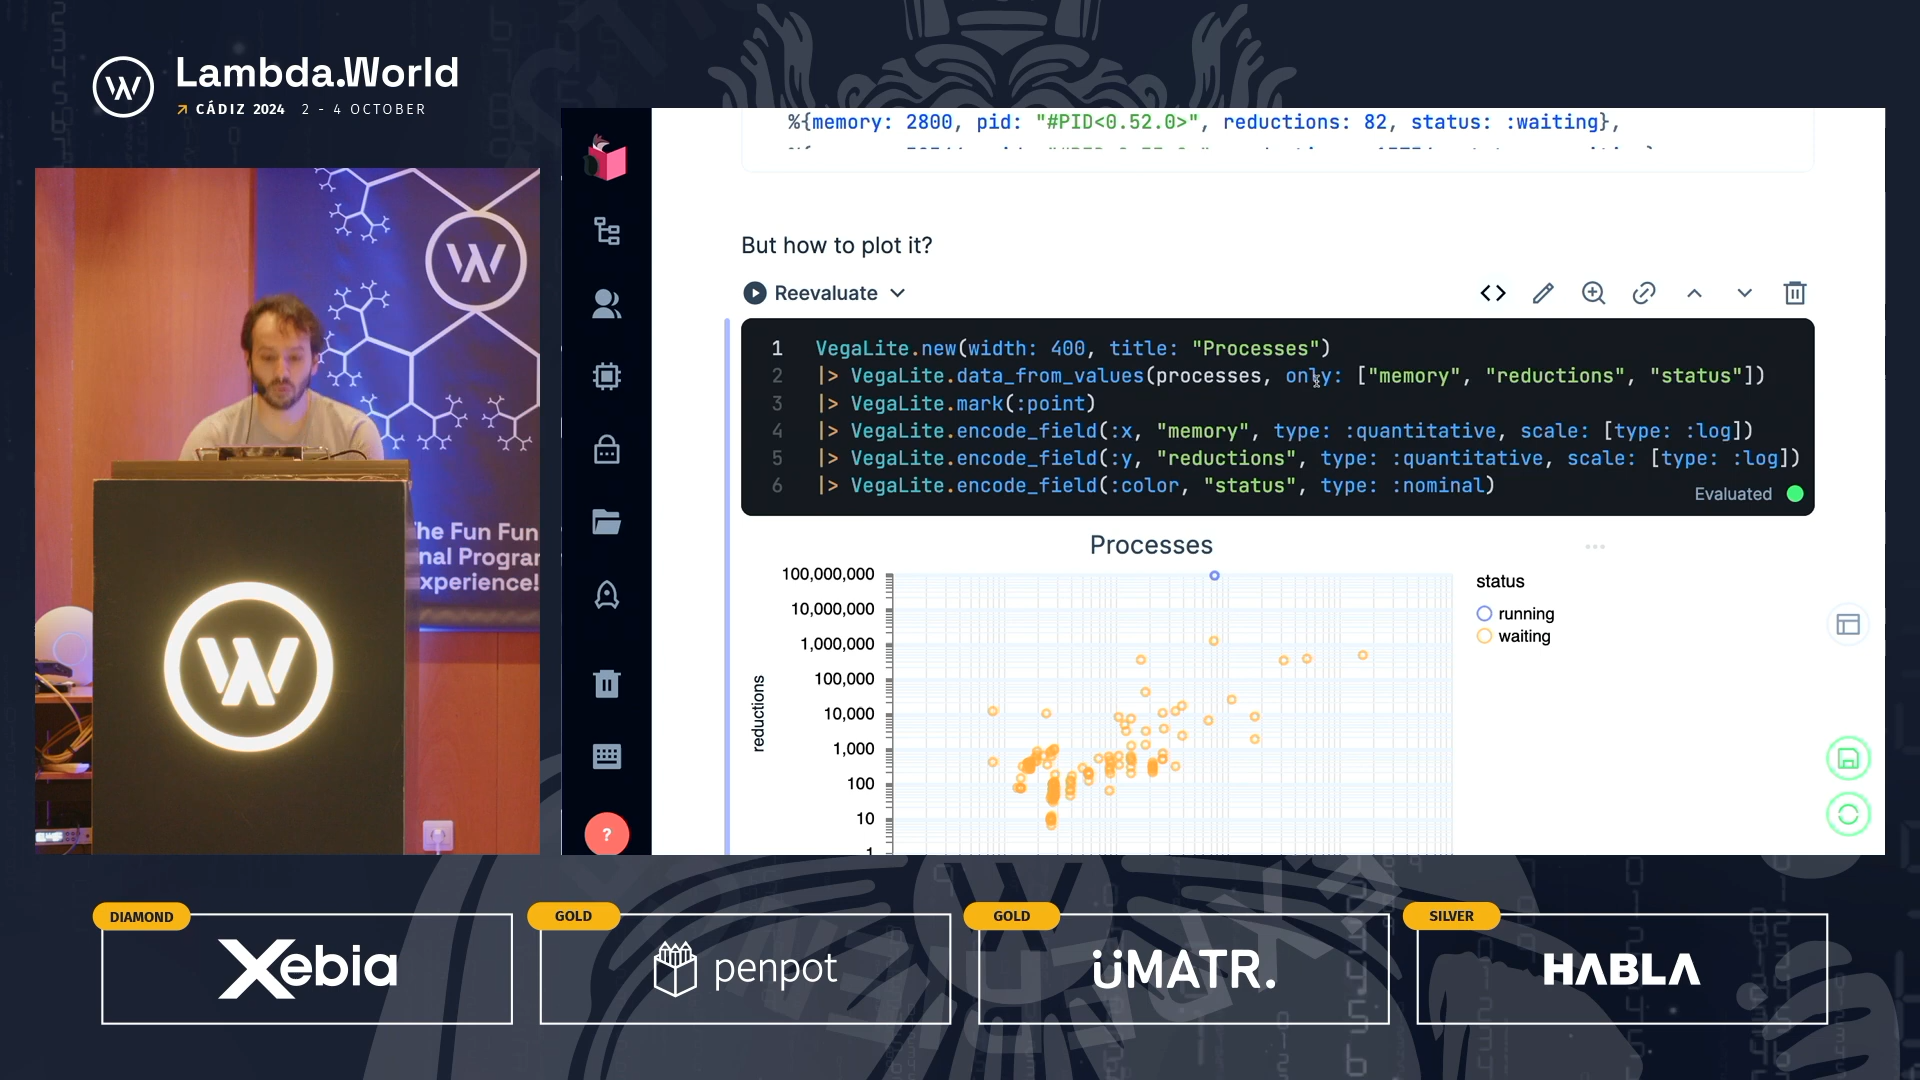 Lambda.World
CÁDIZ 2024 2 - 4 OCTOBER
%{memory: 2800, pid: "#PID<0.52.0>", reductions: 82, status: :waiting},
But how to plot it?
Reevaluate
1 VegaLite.new(width: 400, title: "Processes")
2 |> VegaLite.data_from_values(processes, only: ["memory", "reductions", "status"])
3 |> VegaLite.mark(:point)
4 |> VegaLite.encode_field(:x, "memory", type: :quantitative, scale: [type: :log])
5 |> VegaLite.encode_field(:y, "reductions", type: :quantitative, scale: [type: :log])
6 |> VegaLite.encode_field(:color, "status", type: :nominal)
Evaluated
Processes
100,000,000
10,000,000
1,000,000
100,000
10,000
1,000
100
10
1
reductions
status
running
waiting
?
W
The Fun Fun
nal Program
xperience!
W
DIAMOND
Xebia
GOLD
penpot
GOLD
üMATR.
SILVER
HABLA